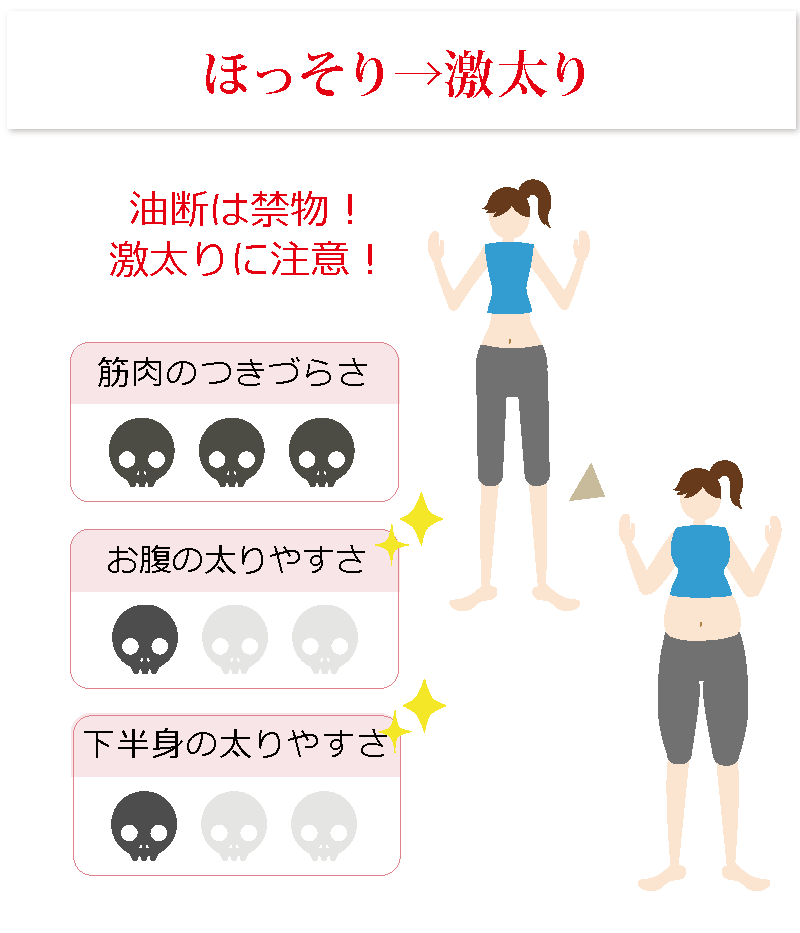 ほっそり→激太り
油断は禁物！
激太りに注意！
筋肉のつきづらさ
お腹の太りやすさ
下半身の太りやすさ